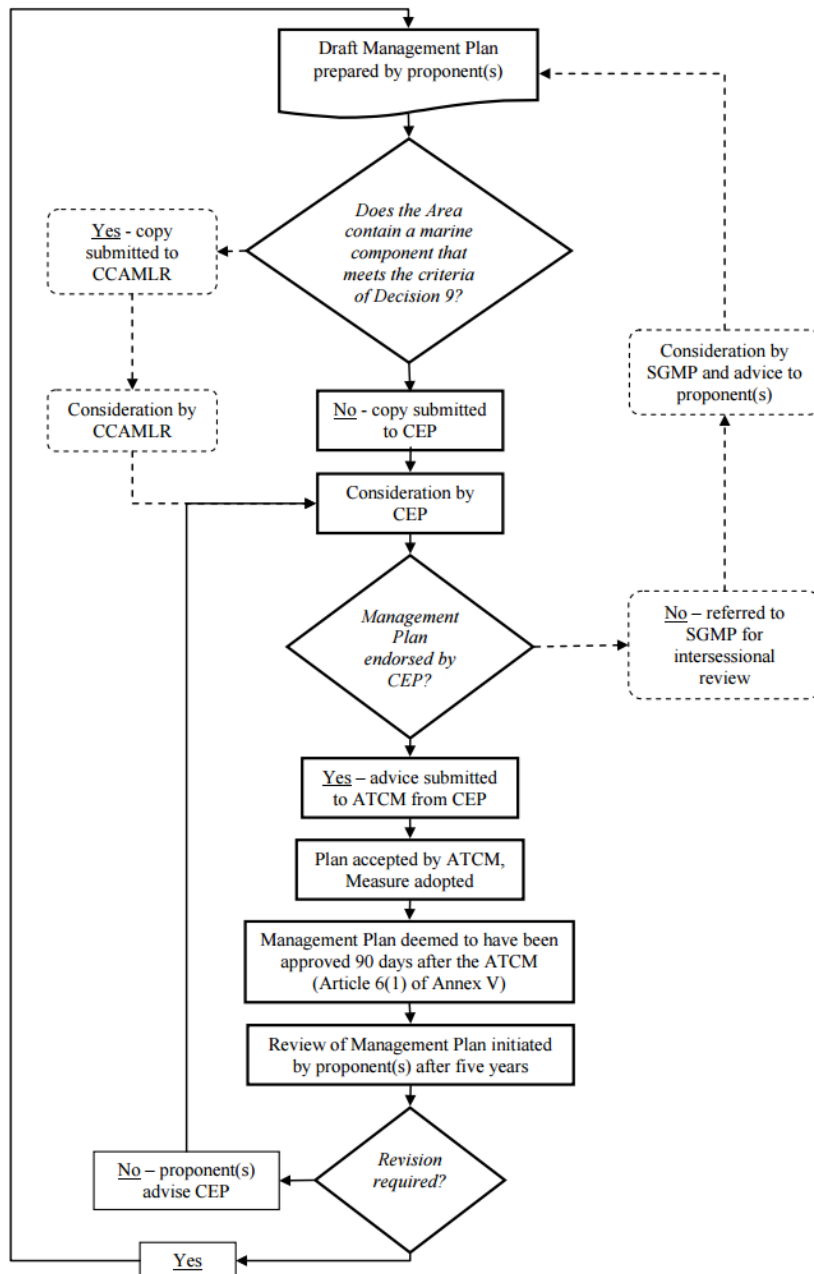 Draft Management Plan
prepared by proponent(s)
Does the Area
contain a marine
component that
meets the criteria
of Decision 9?
Yes - copy
submitted to
CCAMLR
Consideration by
CCAMLR
Consideration by
SGMP and advice to
proponent(s)
No - copy submitted
to CEP
Consideration by
CEP
Management
Plan
endorsed by
CEP?
No – referred to
SGMP for
intersessional
review
Yes – advice submitted
to ATCM from CEP
Plan accepted by ATCM,
Measure adopted
Management Plan deemed to have been
approved 90 days after the ATCM
(Article 6(1) of Annex V)
Review of Management Plan initiated
by proponent(s) after five years
Revision
required?
No – proponent(s)
advise CEP
Yes